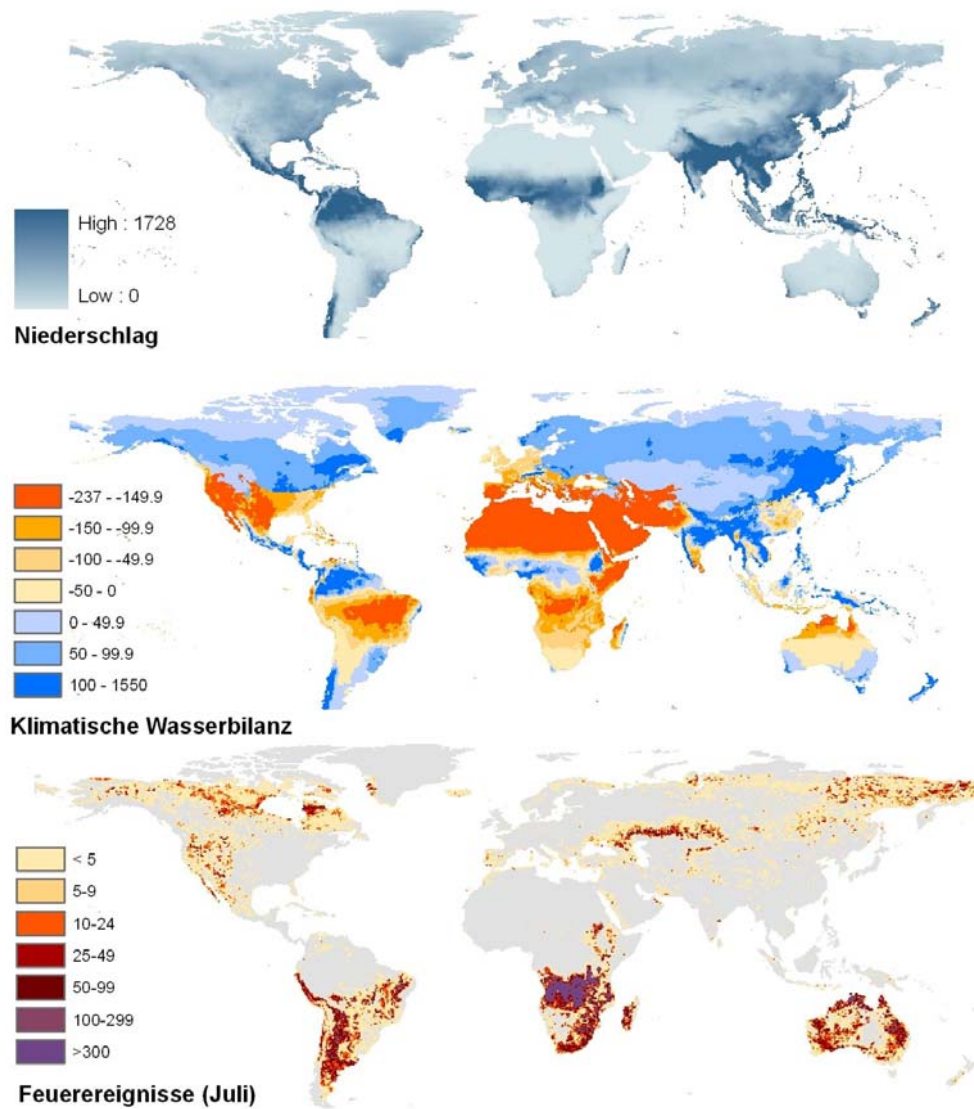 High : 1728
Low : 0
Niederschlag
-237 - -149.9
-150 - -99.9
-100 - -49.9
-50 - 0
0 - 49.9
50 - 99.9
100 - 1550
Klimatische Wasserbilanz
< 5
5-9
10-24
25-49
50-99
100-299
>300
Feuerereignisse (Juli)